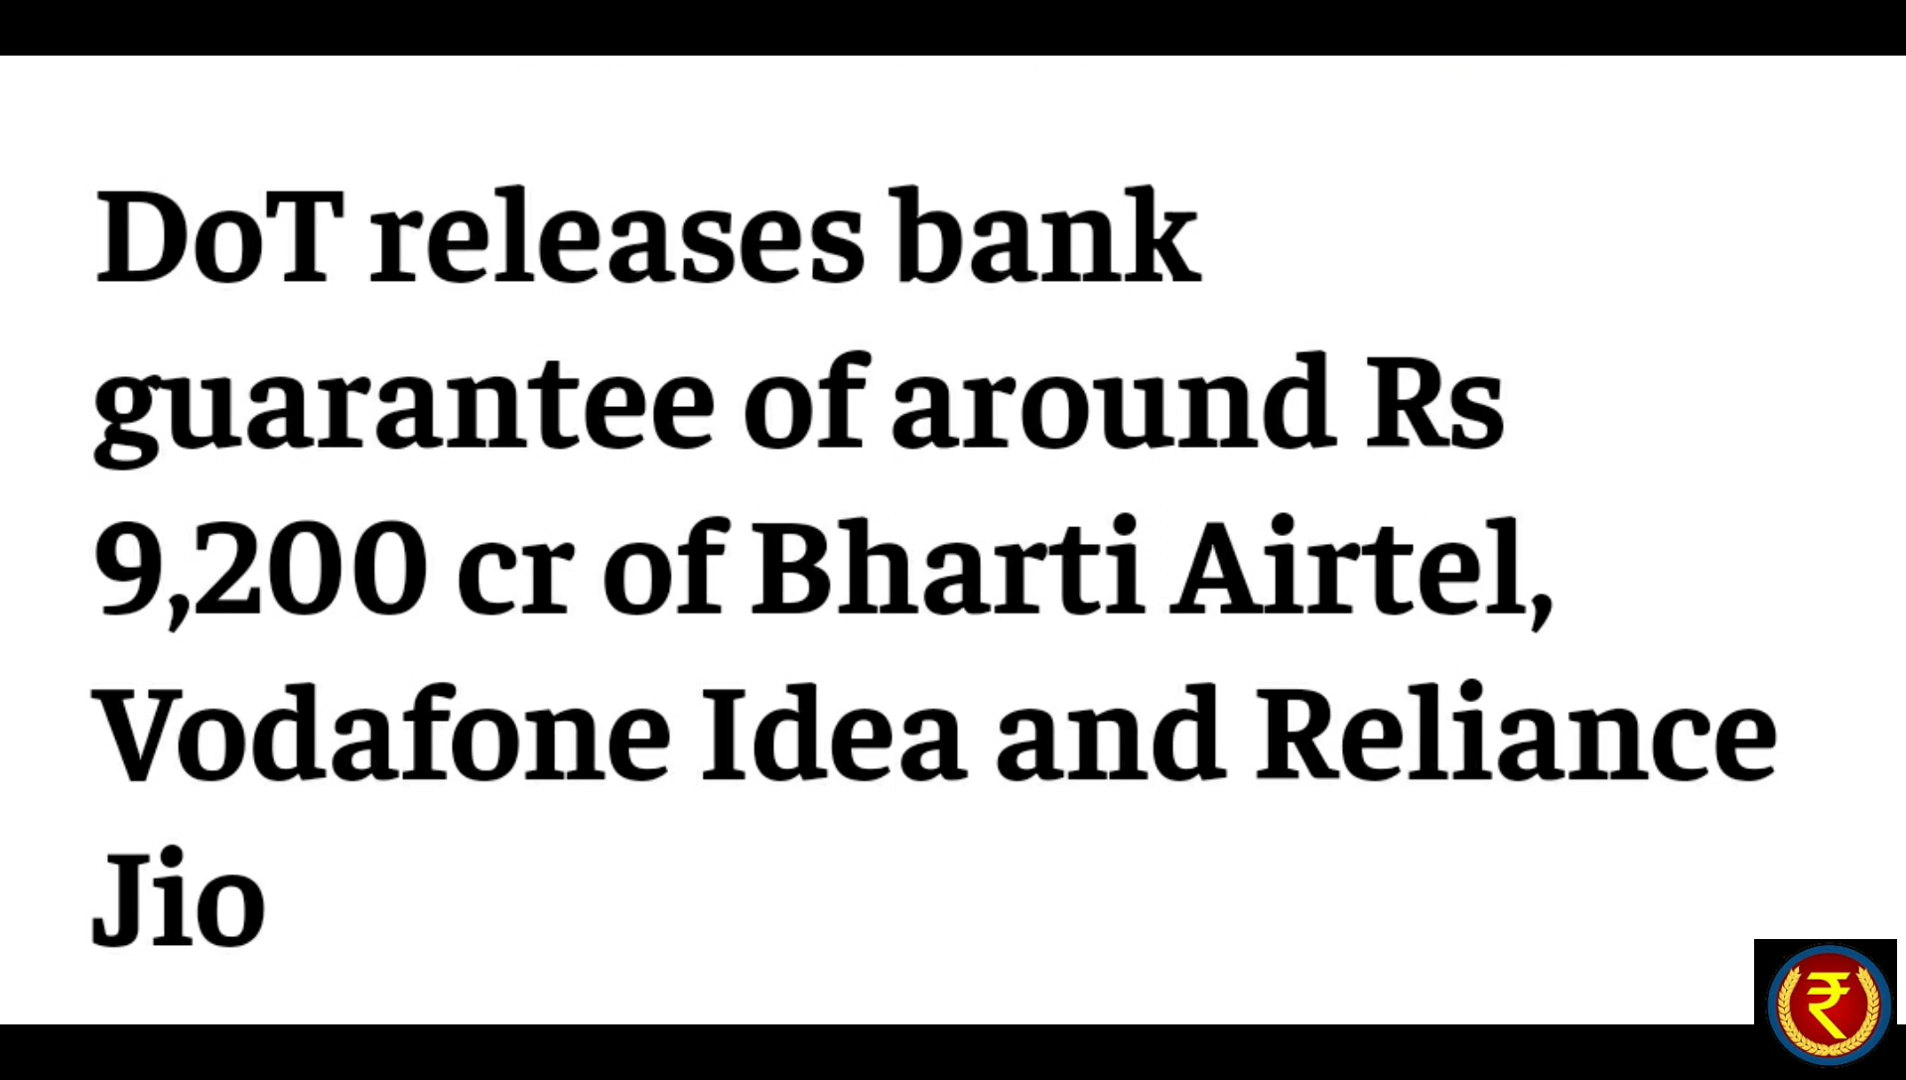 DoT releases bank
guarantee of around Rs
9,200 cr of Bharti Airtel,
Vodafone Idea and Reliance
Jio
₹